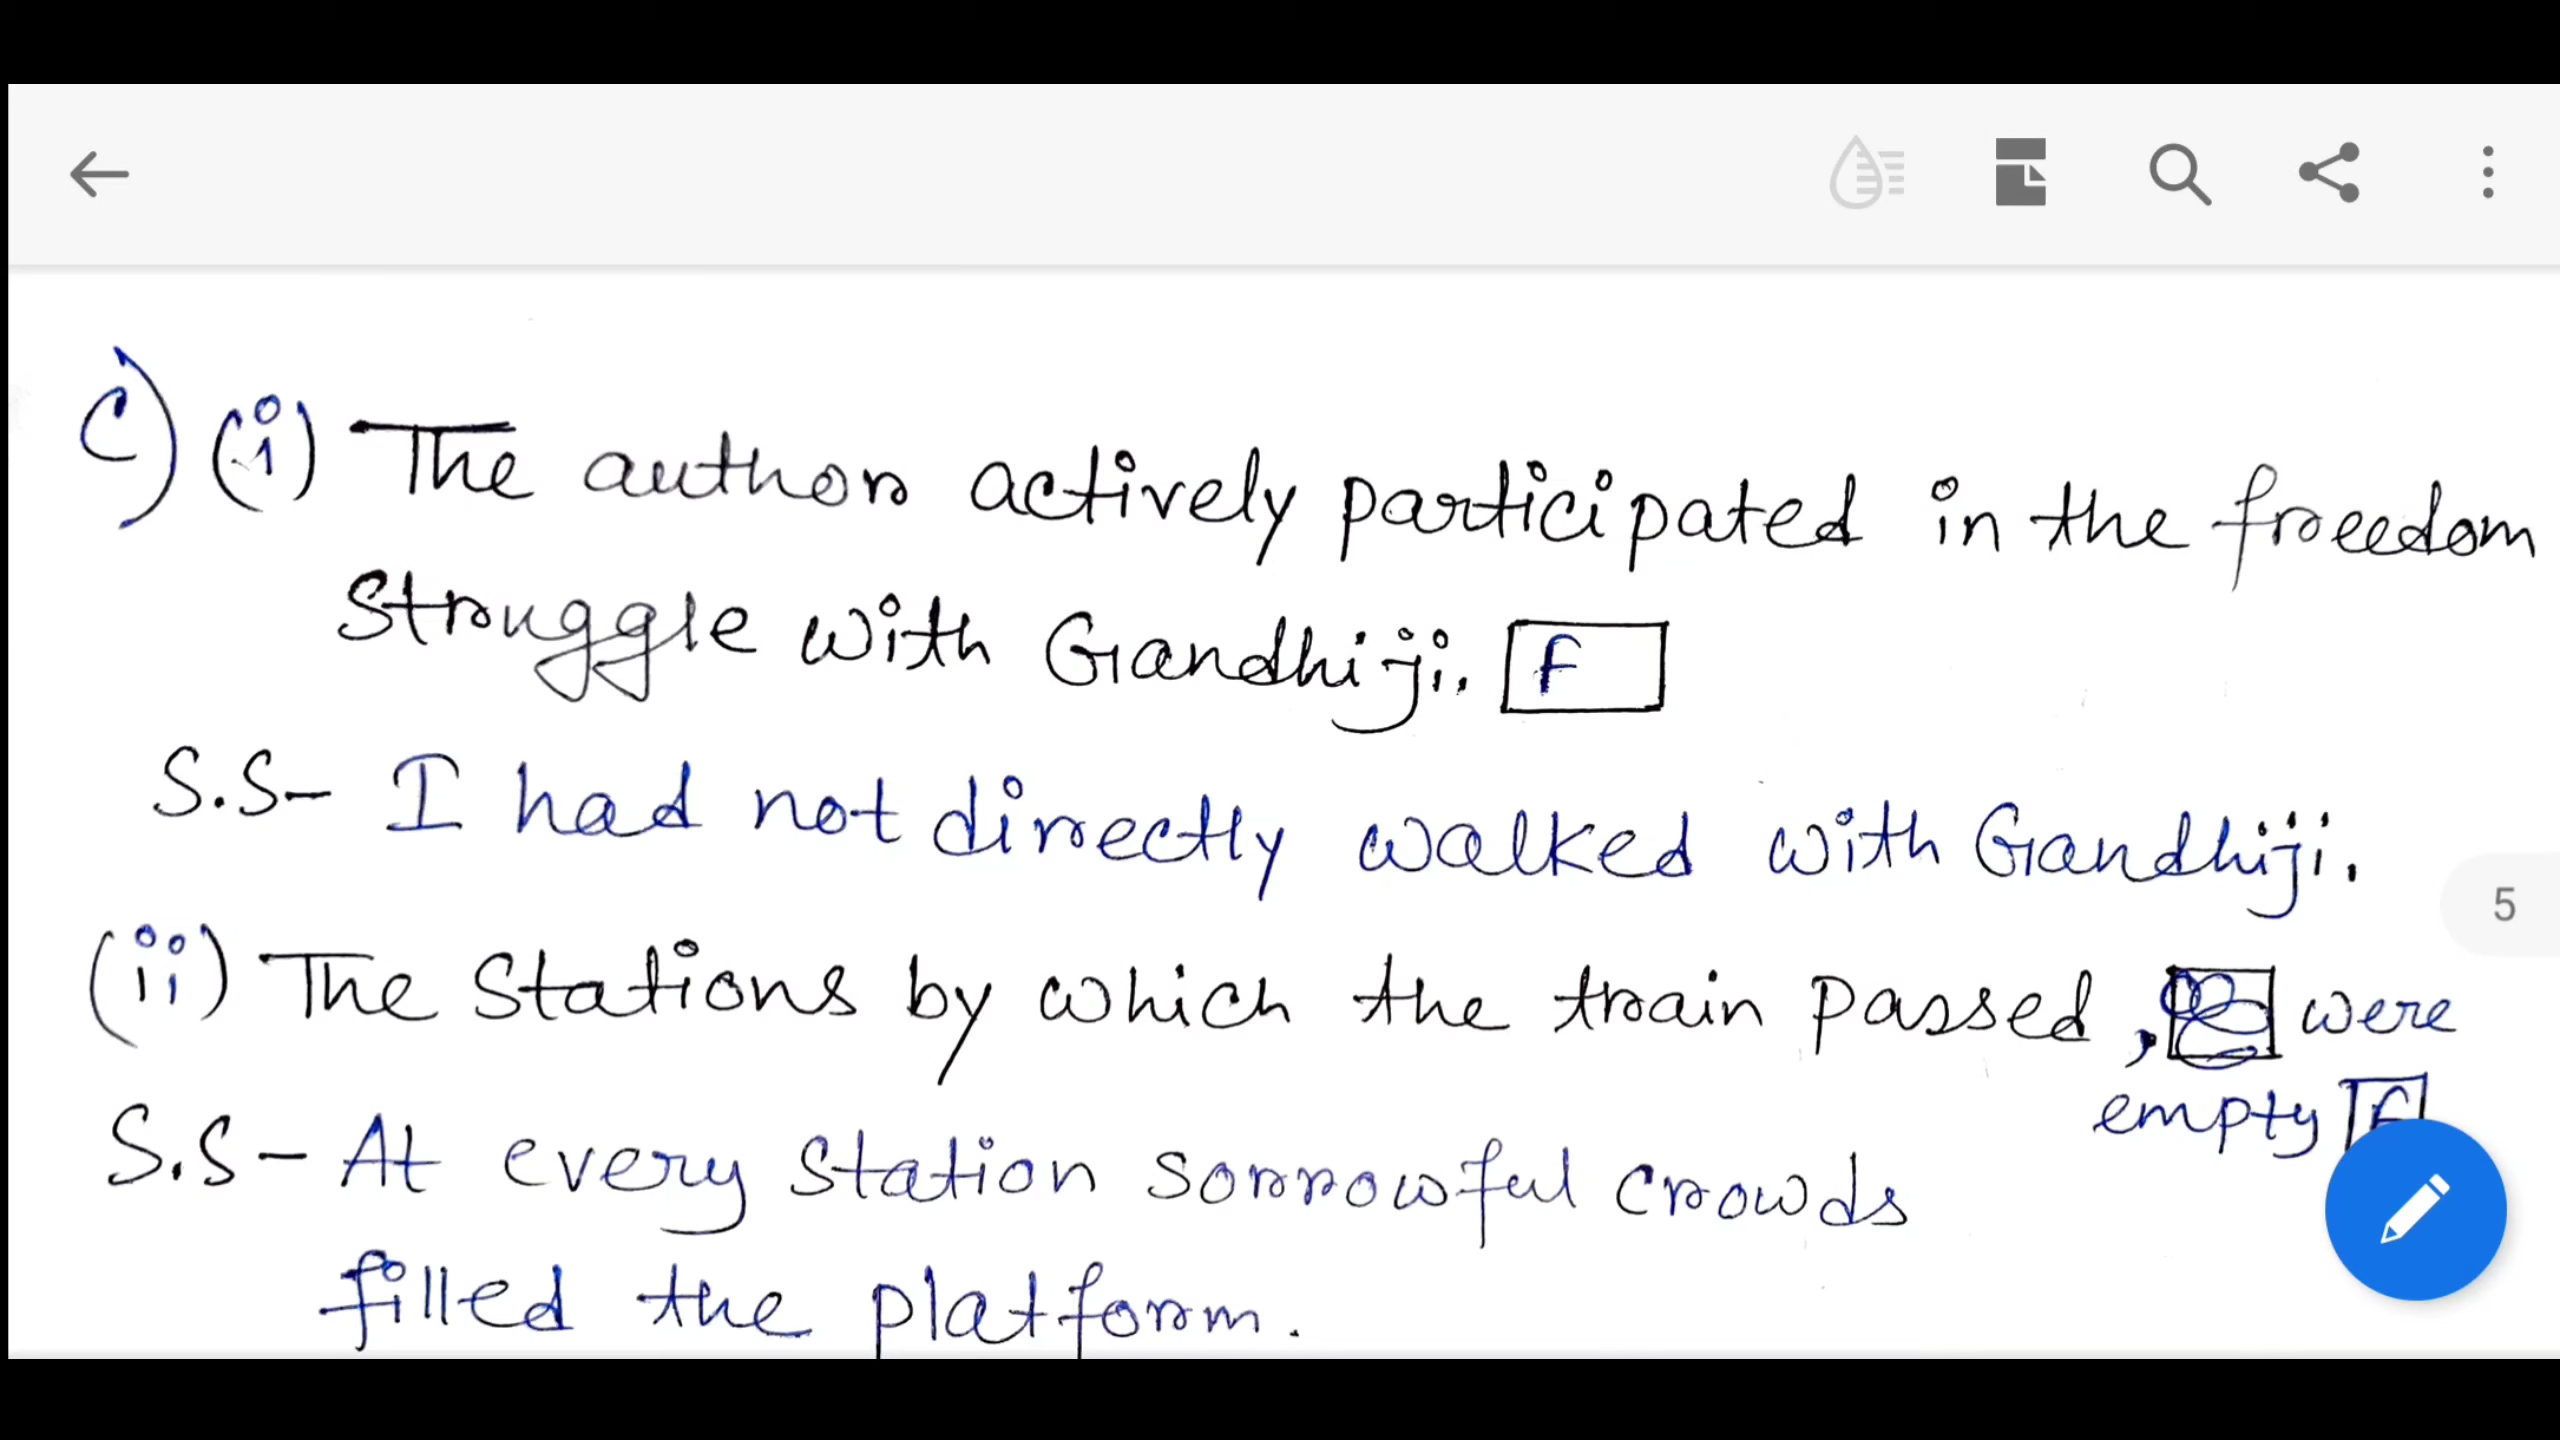 C) (i) The author actively participated in the freedom
struggle with Gandhiji. F
S.S- I had not directly walked with Gandhiji.
5
(ii) The Stations by which the train passed, were
empty F
S.S- At every station sorrowful crowds
filled the platform.